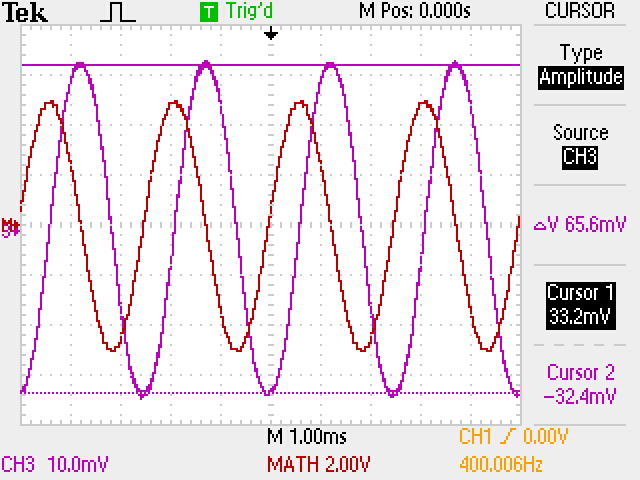 Tek
T Trig'd
M Pos: 0.000s
CURSOR
Type
Amplitude
Source
CH3
△V 65.6mV
Cursor 1
33.2mV
Cursor 2
-32.4mV
M 1.00ms
CH1 0.00V
CH3 10.0mV
MATH 2.00V
400.006Hz